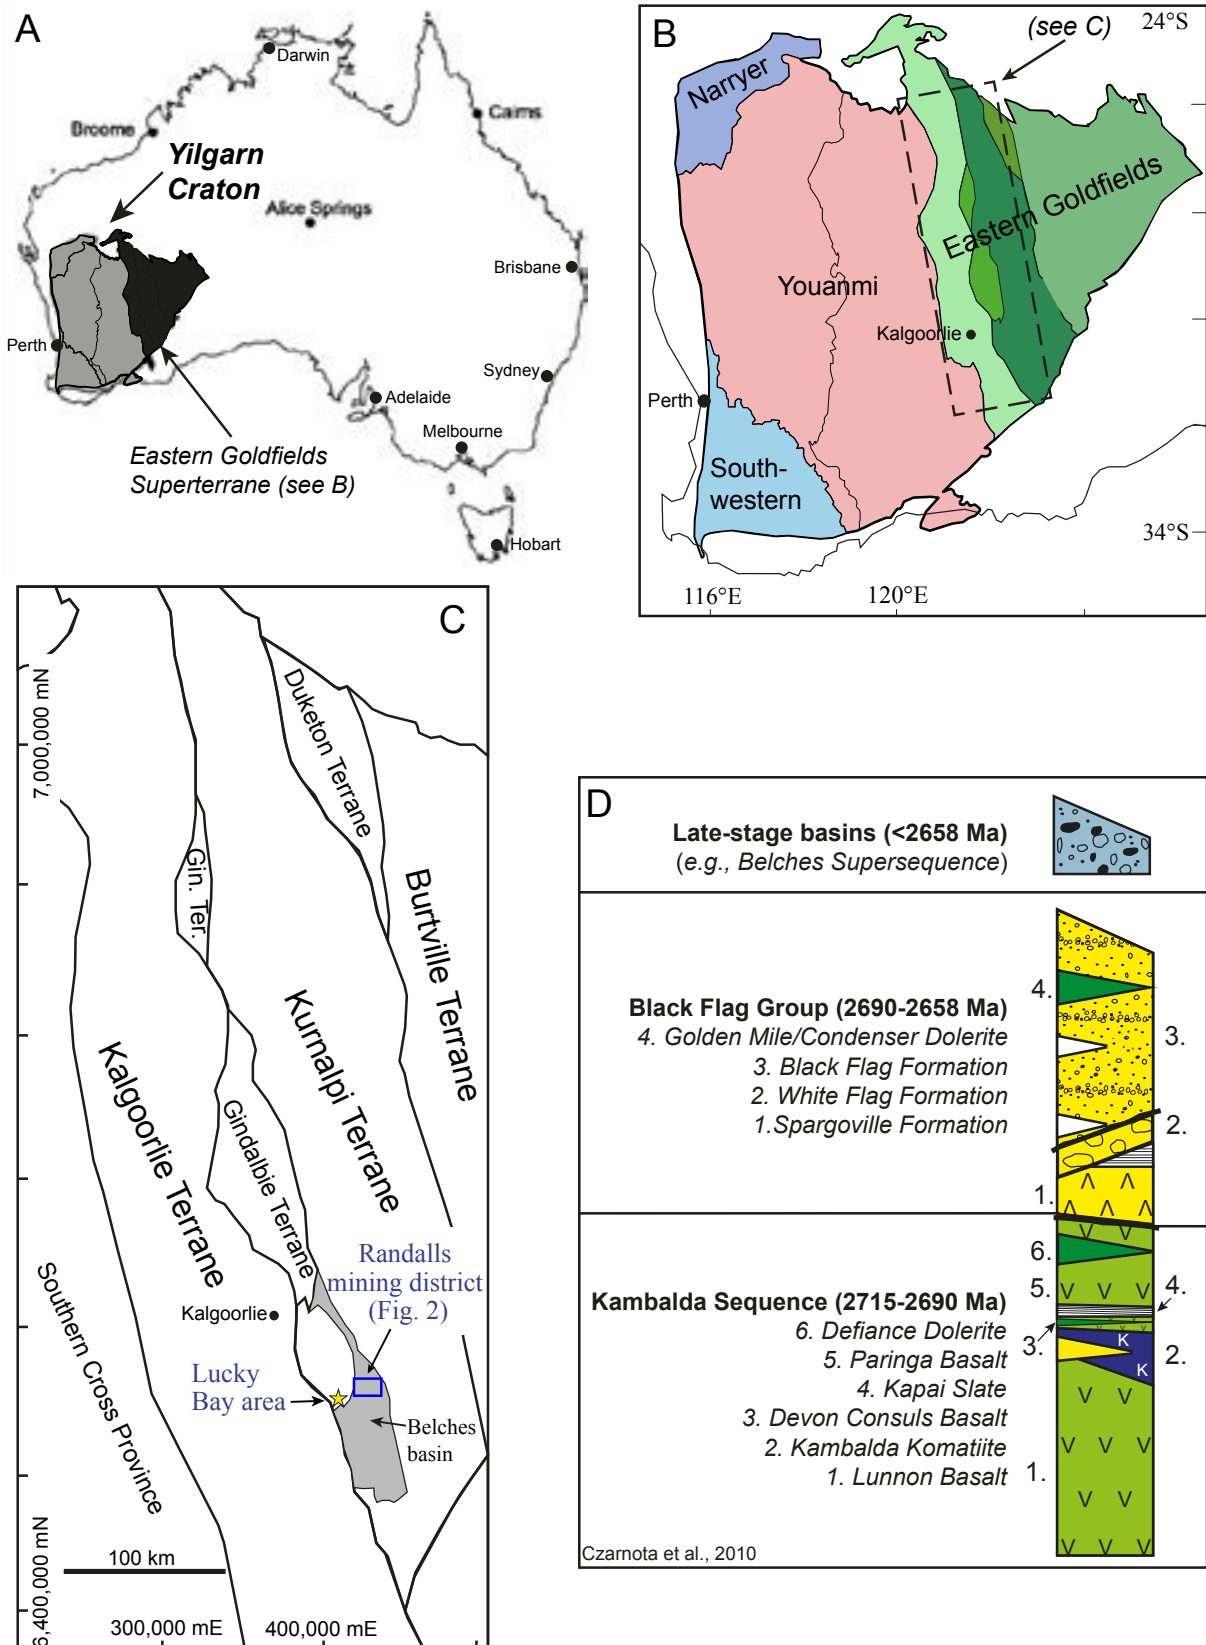 A
Darwin
Cairns
Broome
Yilgarn
Craton
Alice Springs
Brisbane
Perth
Sydney
Adelaide
Melbourne
Eastern Goldfields
Superterrane (see B)
Hobart
B
(see C)
24°S
Narryer
Eastern Goldfields
Youanmi
Kalgoorlie
Perth
South-
western
34°S
116°E
120°E
C
7,000,000 mN
Duketon Terrane
Gin. Ter.
Burtville Terrane
Kurnalpi Terrane
Kalgoorlie Terrane
Gindalbie Terrane
Randalls
mining district
(Fig. 2)
Southern Cross Province
Kalgoorlie
Lucky
Bay area
Belches
basin
100 km
6,400,000 mN
300,000 mE
400,000 mE
D
Late-stage basins (<2658 Ma)
(e.g., Belches Supersequence)
Black Flag Group (2690-2658 Ma)
4. Golden Mile/Condenser Dolerite
3. Black Flag Formation
2. White Flag Formation
1.Spargoville Formation
4.
3.
2.
1.
Kambalda Sequence (2715-2690 Ma)
6. Defiance Dolerite
5. Paringa Basalt
4. Kapai Slate
3. Devon Consuls Basalt
2. Kambalda Komatiite
1. Lunnon Basalt
6.
5.
4.
3.
K
2.
K
1.
Czarnota et al., 2010